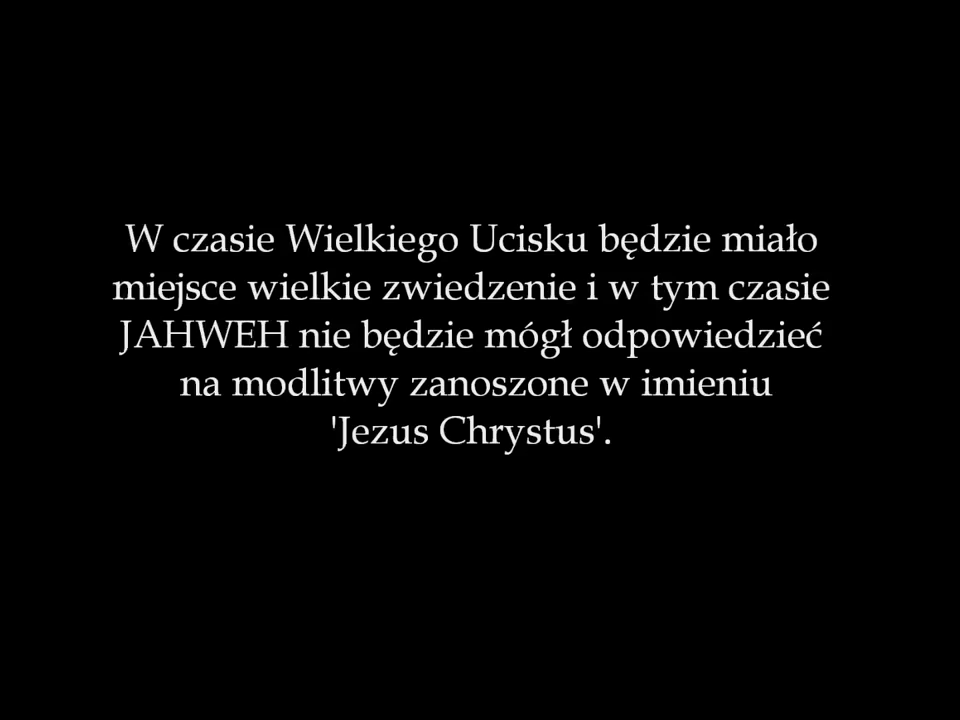 W czasie Wielkiego Ucisku będzie miało
miejsce wielkie zwiedzenie i w tym czasie
JAHWEH nie będzie mógł odpowiedzieć
na modlitwy zanoszone w imieniu
'Jezus Chrystus'.